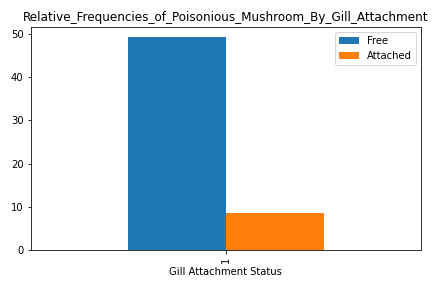 Relative_Frequencies_of_Poisonious_Mushroom_By_Gill_Attachment
50
40
30
20
10
0
Free
Attached
1
Gill Attachment Status